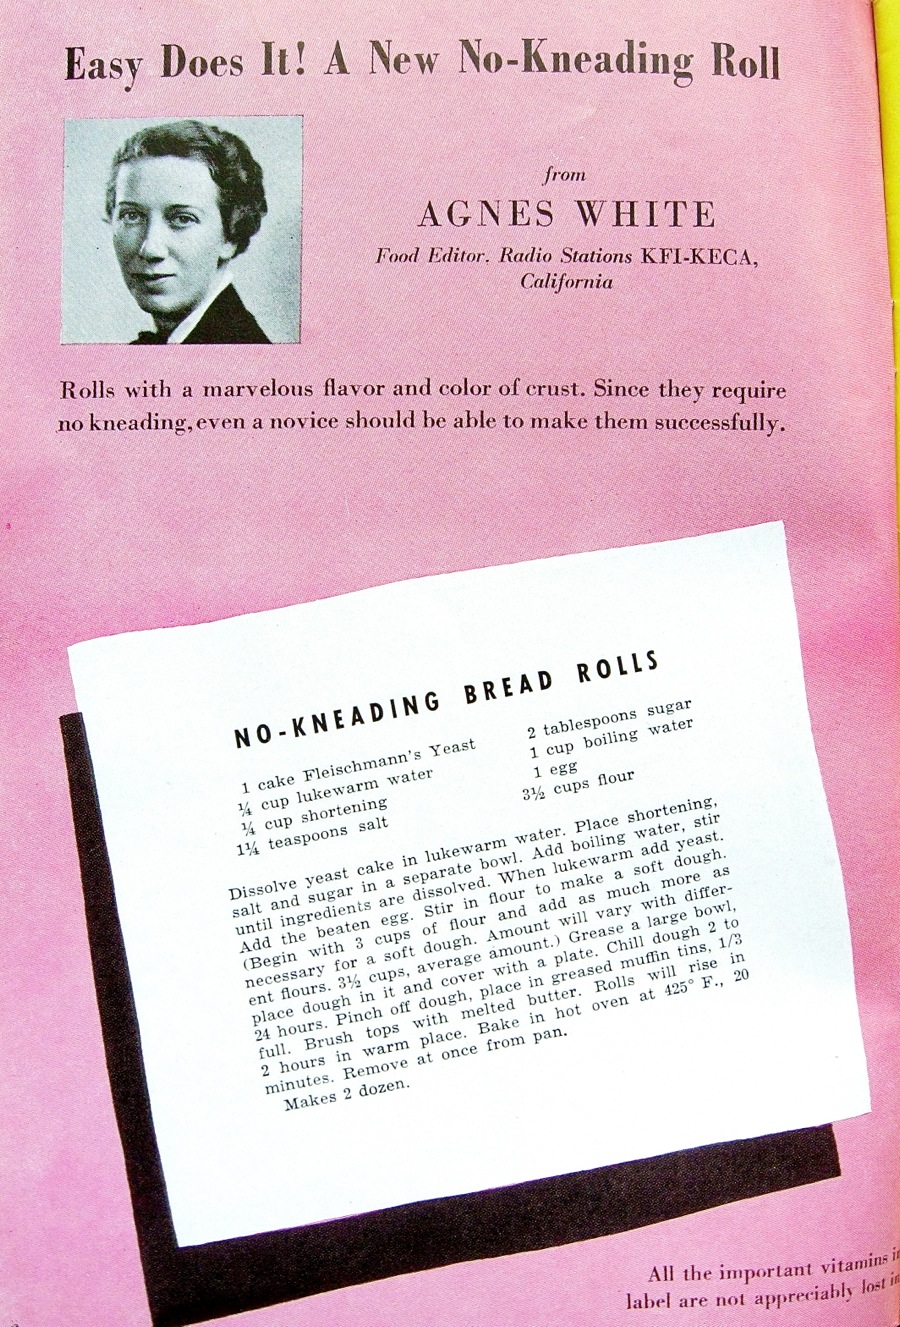 Easy Does It! A New No-Kneading Roll
from
AGNES WHITE
Food Editor, Radio Stations KFI-KECA,
California
Rolls with a marvelous flavor and color of crust. Since they require
no kneading, even a novice should be able to make them successfully.
NO-KNEADING BREAD ROLLS
1 cake Fleischmann's Yeast
¼ cup lukewarm water
¼ cup shortening
1¼ teaspoons salt
2 tablespoons sugar
1 cup boiling water
1 egg
3½ cups flour
Dissolve yeast cake in lukewarm water. Place shortening,
salt and sugar in a separate bowl. Add boiling water, stir
until ingredients are dissolved. When lukewarm add yeast.
Add the beaten egg. Stir in flour to make a soft dough.
(Begin with 3 cups of flour and add as much more as
necessary for a soft dough. Amount will vary with differ-
ent flours. 3½ cups, average amount.) Grease a large bowl,
place dough in it and cover with a plate. Chill dough 2 to
24 hours. Pinch off dough, place in greased muffin tins, 1/3
full. Brush tops with melted butter. Rolls will rise in
2 hours in warm place. Bake in hot oven at 425° F., 20
minutes. Remove at once from pan.
Makes 2 dozen.
All the important vitamins
label are not appreciably lost in